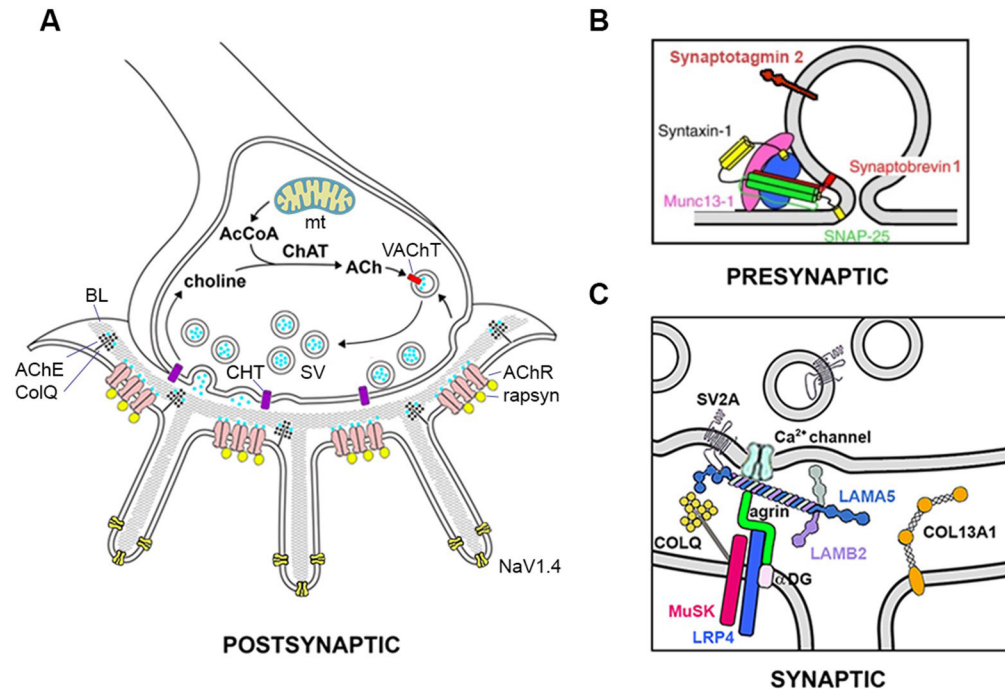 A
mt
AcCoA
ChAT
VAChT
ACh
choline
BL
AChE
ColQ
CHT
SV
AChR
rapsyn
NaV1.4
POSTSYNAPTIC
B
Synaptotagmin 2
Syntaxin-1
Synaptobrevin 1
Munc13-1
SNAP-25
PRESYNAPTIC
C
SV2A
Ca²⁺ channel
LAMA5
agrin
COL13A1
COLQ
LAMB2
αDG
MuSK
LRP4
SYNAPTIC